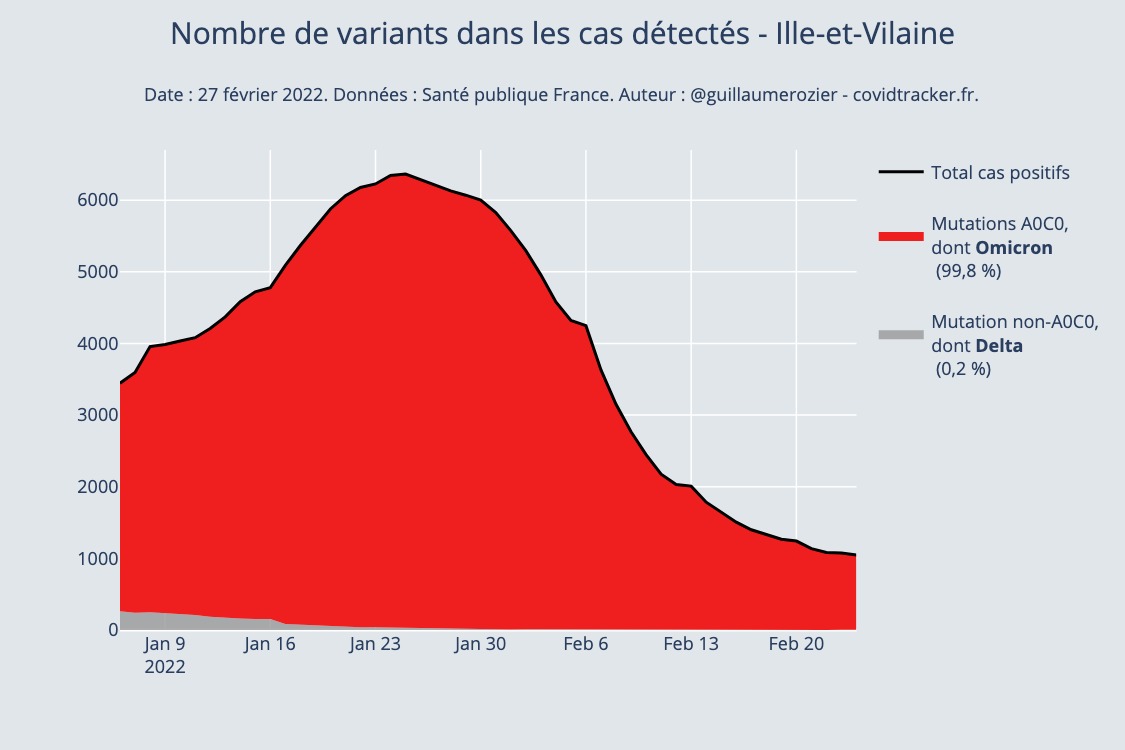 Nombre de variants dans les cas détectés - Ille-et-Vilaine
Date : 27 février 2022. Données : Santé publique France. Auteur : @guillaumerozier - covidtracker.fr.
Total cas positifs
Mutations A0C0,
dont Omicron
(99,8 %)
Mutation non-A0C0,
dont Delta
(0,2 %)
6000
5000
4000
3000
2000
1000
0
Jan 9 Jan 16 Jan 23 Jan 30 Feb 6 Feb 13 Feb 20
2022